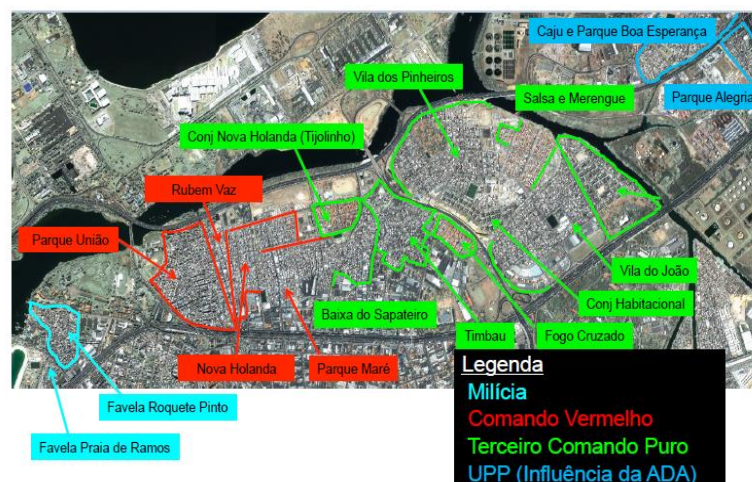 Caju e Parque Boa Esperança
Vila dos Pinheiros
Salsa e Merengue
Parque Alegria
Conj Nova Holanda (Tijolinho)
Rubem Vaz
Parque União
Vila do João
Conj Habitacional
Baixa do Sapateiro
Timbau
Fogo Cruzado
Nova Holanda
Parque Maré
Favela Roquete Pinto
Favela Praia de Ramos
Legenda
Milícia
Comando Vermelho
Terceiro Comando Puro
UPP (Influência da ADA)